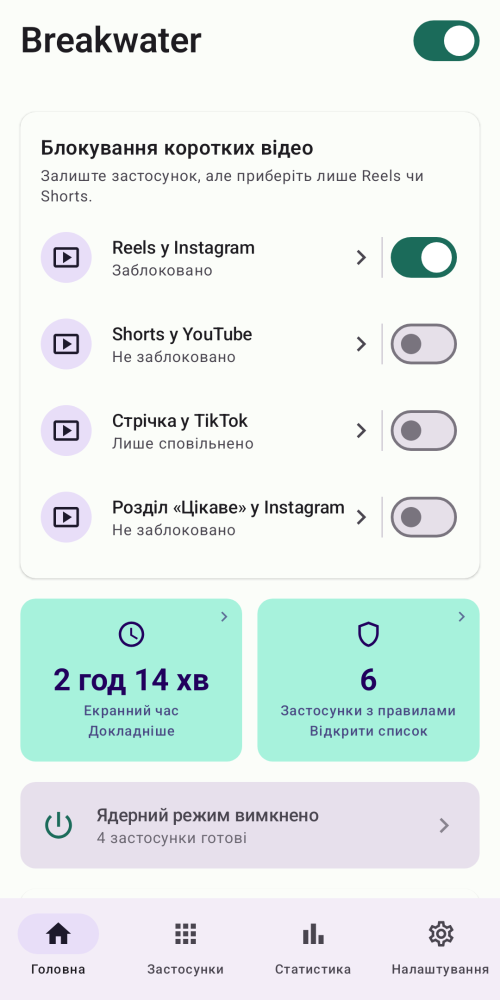 Breakwater
Блокування коротких відео
Залиште застосунок, але приберіть лише Reels чи
Shorts.
Reels у Instagram
Заблоковано
Shorts у YouTube
Не заблоковано
Стрічка у TikTok
Лише сповільнено
Розділ «Цікаве» у Instagram
Не заблоковано
2 год 14 хв
Екранний час
Докладніше
6
Застосунки з правилами
Відкрити список
Ядерний режим вимкнено
4 застосунки готові
Головна
Застосунки
Статистика
Налаштування